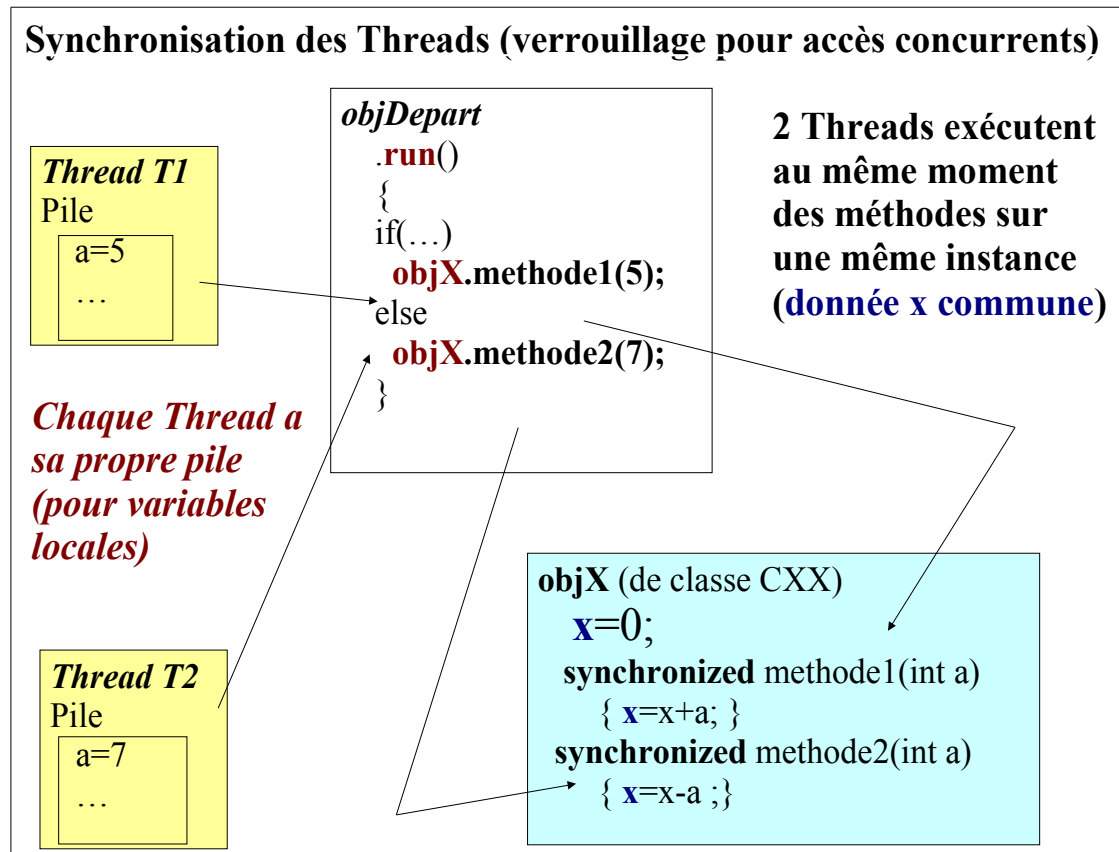 Synchronisation des Threads (verrouillage pour accès concurrents)
Thread T1
Pile
a=5
…
objDepart
.run()
{
if(…)
objX.methode1(5);
else
objX.methode2(7);
}
2 Threads exécutent
au même moment
des méthodes sur
une même instance
(donnée x commune)
Chaque Thread a
sa propre pile
(pour variables
locales)
Thread T2
Pile
a=7
…
objX (de classe CXX)
x=0;
synchronized methode1(int a)
{ x=x+a; }
synchronized methode2(int a)
{ x=x-a ;}